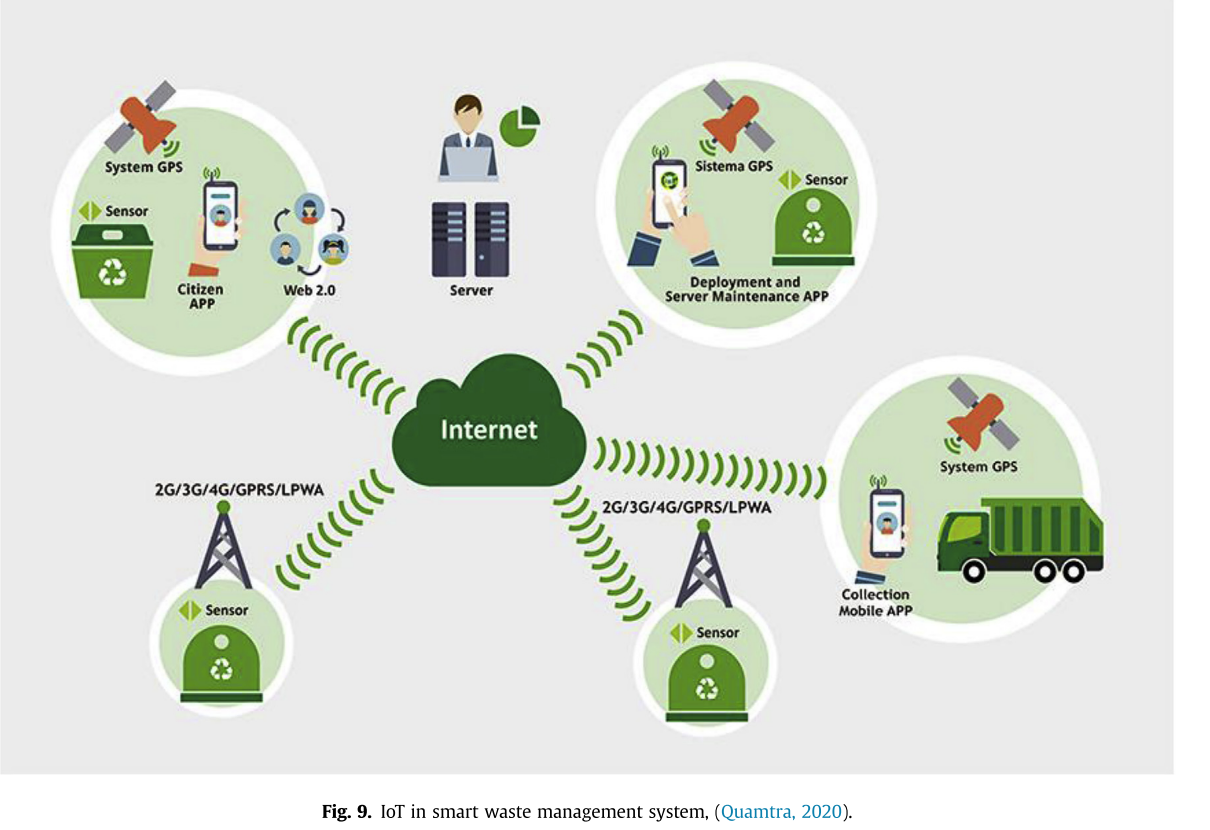 System GPS
Sensor
Citizen
APP
Web 2.0
Server
Sistema GPS
Sensor
Deployment and
Server Maintenance APP
Internet
System GPS
Collection
Mobile APP
2G/3G/4G/GPRS/LPWA
Sensor
2G/3G/4G/GPRS/LPWA
Sensor
Fig. 9. IoT in smart waste management system, (Quamtra, 2020).